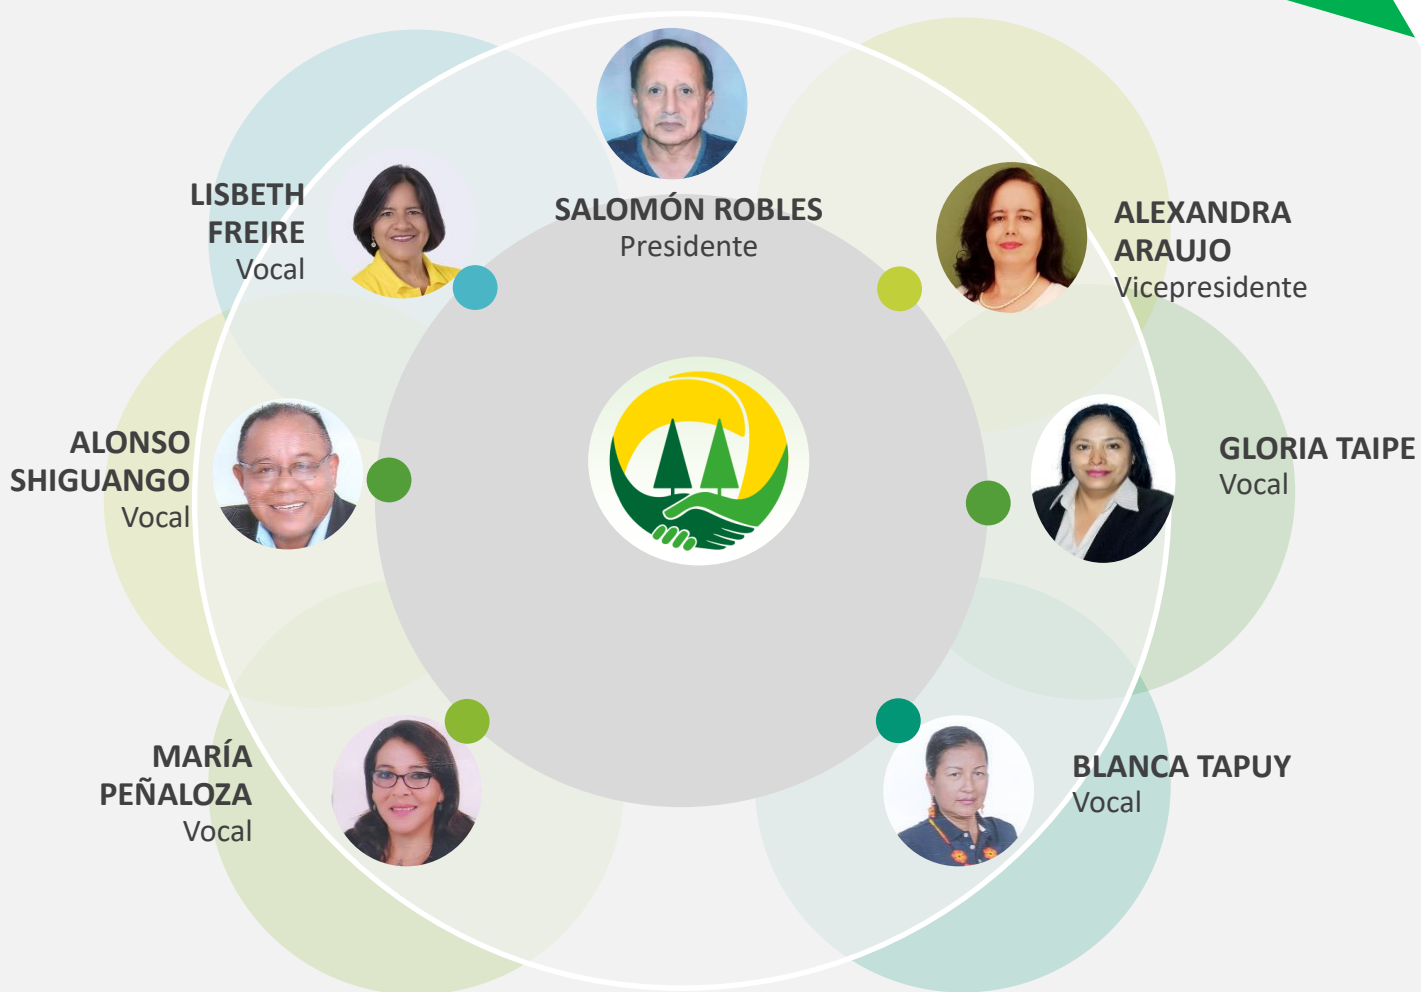 SALOMÓN ROBLES
Presidente
LISBETH
FREIRE
Vocal
ALEXANDRA
ARAUJO
Vicepresidente
ALONSO
SHIGUANGO
Vocal
GLORIA TAIPE
Vocal
MARÍA
PEÑALOZA
Vocal
BLANCA TAPUY
Vocal